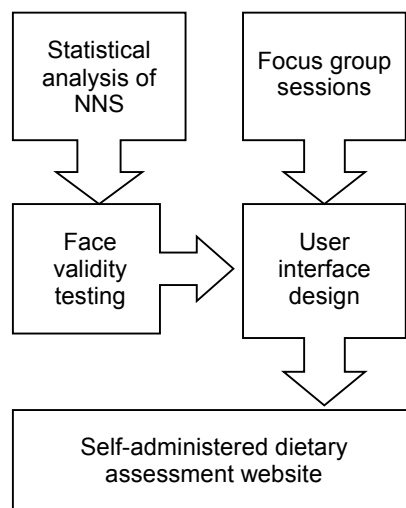 Statistical
analysis of
NNS
Focus group
sessions
Face
validity
testing
User
interface
design
Self-administered dietary
assessment website